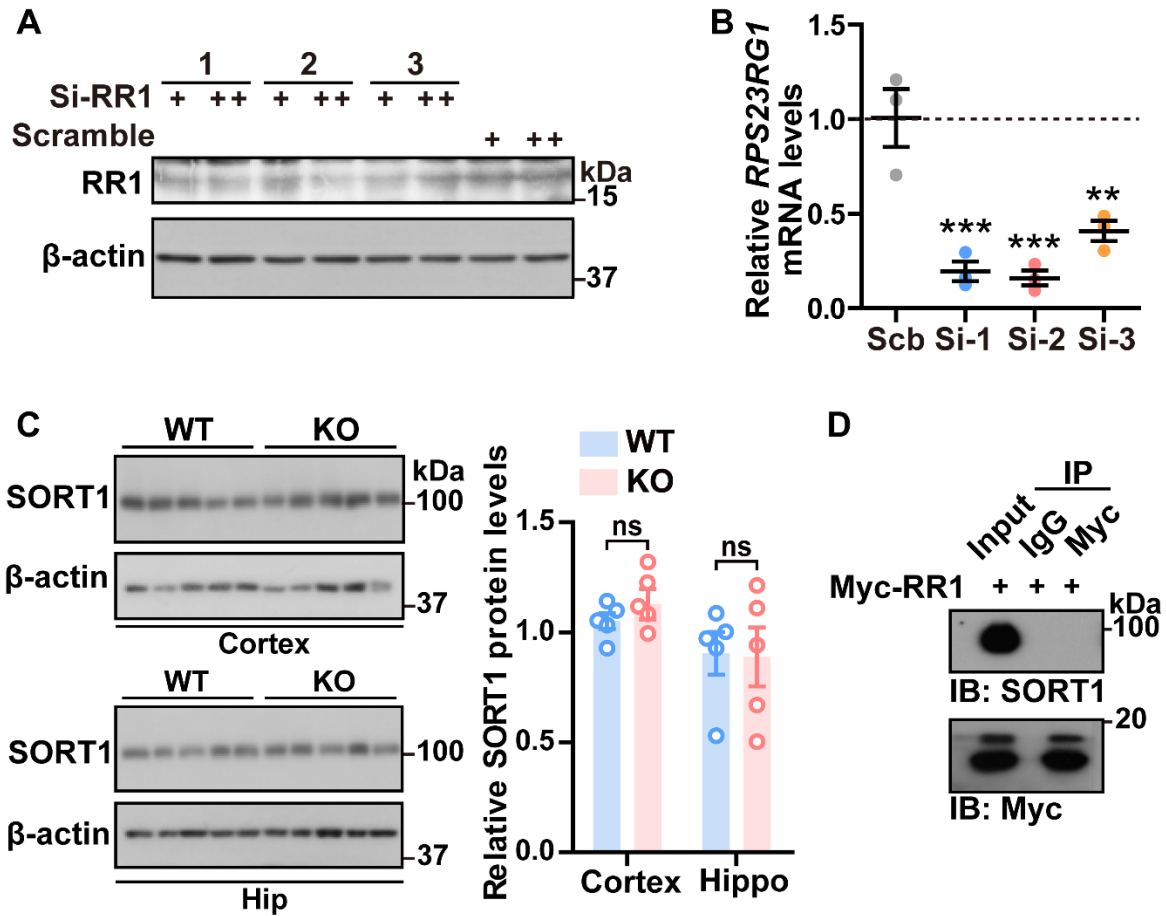 A
1 2 3
Si-RR1 + ++ + ++ + ++
Scramble + ++
RR1
kDa
15
β-actin
37
B
Relative RPS23RG1
mRNA levels
1.5
1.0
0.5
0.0
***
***
**
Scb Si-1 Si-2 Si-3
C
WT KO
SORT1
kDa
100
β-actin
37
Cortex
WT KO
SORT1
100
β-actin
37
Hip
WT
KO
Relative SORT1 protein levels
1.5
1.0
0.5
0.0
ns
ns
Cortex Hippo
D
IP
Input IgG Myc
Myc-RR1 + + +
kDa
100
IB: SORT1
20
IB: Myc